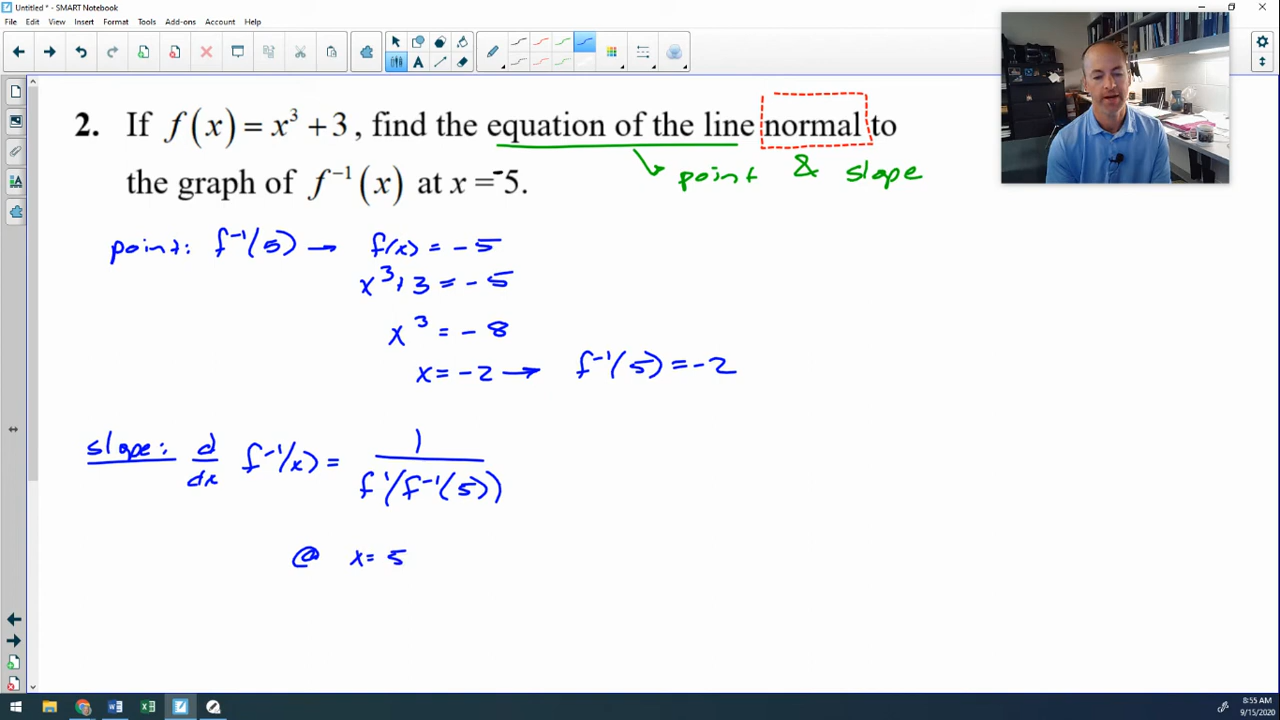 Untitled * - SMART Notebook
File Edit View Insert Format Tools Add-ons Account Help
2. If f(x) = x³ + 3, find the equation of the line normal to
the graph of f⁻¹(x) at x = -5.
point & slope
point: f⁻¹(5) → f(x) = -5
x³ + 3 = -5
x³ = -8
x = -2 → f⁻¹(5) = -2
slope: d/dx f⁻¹(x) = 1/f'(f⁻¹(5))
@ x = 5
8:55 AM
9/15/2020